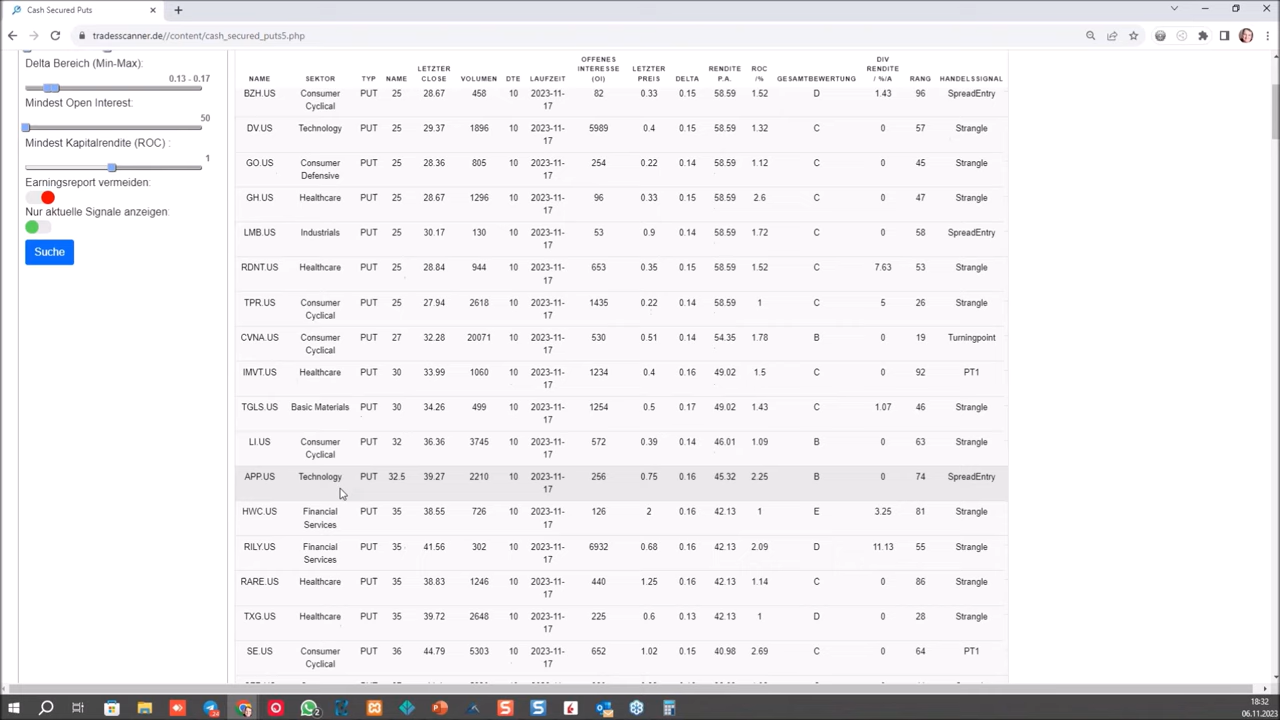 Cash Secured Puts
tradesscanner.de//content/cash_secured_puts5.php
Delta Bereich (Min-Max):
0.13 - 0.17
Mindest Open Interest:
50
Mindest Kapitalrendite (ROC) :
1
Earningsreport vermeiden:
Nur aktuelle Signale anzeigen:
Suche
NAME SEKTOR TYP NAME LETZTER CLOSE VOLUMEN DTE LAUFZEIT OFFENES INTERESSE (OI) LETZTER PREIS DELTA RENDITE P.A. ROC /% GESAMTBEWERTUNG DIV RENDITE / %/A RANG HANDELSSIGNAL
BZH.US Consumer Cyclical PUT 25 28.67 458 10 2023-11-17 82 0.33 0.15 58.59 1.52 D 1.43 96 SpreadEntry
DV.US Technology PUT 25 29.37 1896 10 2023-11-17 5989 0.4 0.15 58.59 1.32 C 0 57 Strangle
GO.US Consumer Defensive PUT 25 28.36 805 10 2023-11-17 254 0.22 0.14 58.59 1.12 C 0 45 Strangle
GH.US Healthcare PUT 25 28.67 1296 10 2023-11-17 96 0.33 0.15 58.59 2.6 C 0 47 Strangle
LMB.US Industrials PUT 25 30.17 130 10 2023-11-17 53 0.9 0.14 58.59 1.72 C 0 58 SpreadEntry
RDNT.US Healthcare PUT 25 28.84 944 10 2023-11-17 653 0.35 0.15 58.59 1.52 C 7.63 53 Strangle
TPR.US Consumer Cyclical PUT 25 27.94 2618 10 2023-11-17 1435 0.22 0.14 58.59 1 C 5 26 Strangle
CVNA.US Consumer Cyclical PUT 27 32.28 20071 10 2023-11-17 530 0.51 0.14 54.35 1.78 B 0 19 Turningpoint
IMVT.US Healthcare PUT 30 33.99 1060 10 2023-11-17 1234 0.4 0.16 49.02 1.5 C 0 92 PT1
TGLS.US Basic Materials PUT 30 34.26 499 10 2023-11-17 1254 0.5 0.17 49.02 1.43 C 1.07 46 Strangle
LI.US Consumer Cyclical PUT 32 36.36 3745 10 2023-11-17 572 0.39 0.14 46.01 1.09 B 0 63 Strangle
APP.US Technology PUT 32.5 39.27 2210 10 2023-11-17 256 0.75 0.16 45.32 2.25 B 0 74 SpreadEntry
HWC.US Financial Services PUT 35 38.55 726 10 2023-11-17 126 2 0.16 42.13 1 E 3.25 81 Strangle
RILY.US Financial Services PUT 35 41.56 302 10 2023-11-17 6932 0.68 0.16 42.13 2.09 D 11.13 55 Strangle
RARE.US Healthcare PUT 35 38.83 1246 10 2023-11-17 440 1.25 0.16 42.13 1.14 C 0 86 Strangle
TXG.US Healthcare PUT 35 39.72 2648 10 2023-11-17 225 0.6 0.13 42.13 1 D 0 28 Strangle
SE.US Consumer Cyclical PUT 36 44.79 5303 10 2023-11-17 652 1.02 0.15 40.98 2.69 C 0 64 PT1
18:32
06.11.2023